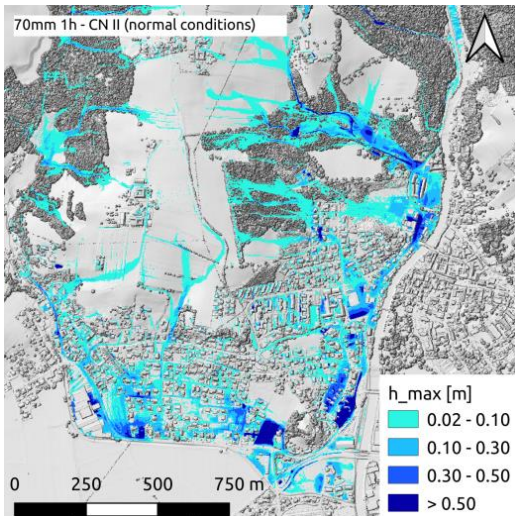 70mm 1h - CN II (normal conditions)
h_max [m]
0.02 - 0.10
0.10 - 0.30
0.30 - 0.50
> 0.50
0 250 500 750 m